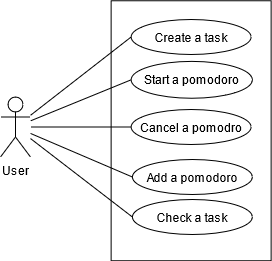 Create a task
Start a pomodoro
Cancel a pomodro
User
Add a pomodoro
Check a task